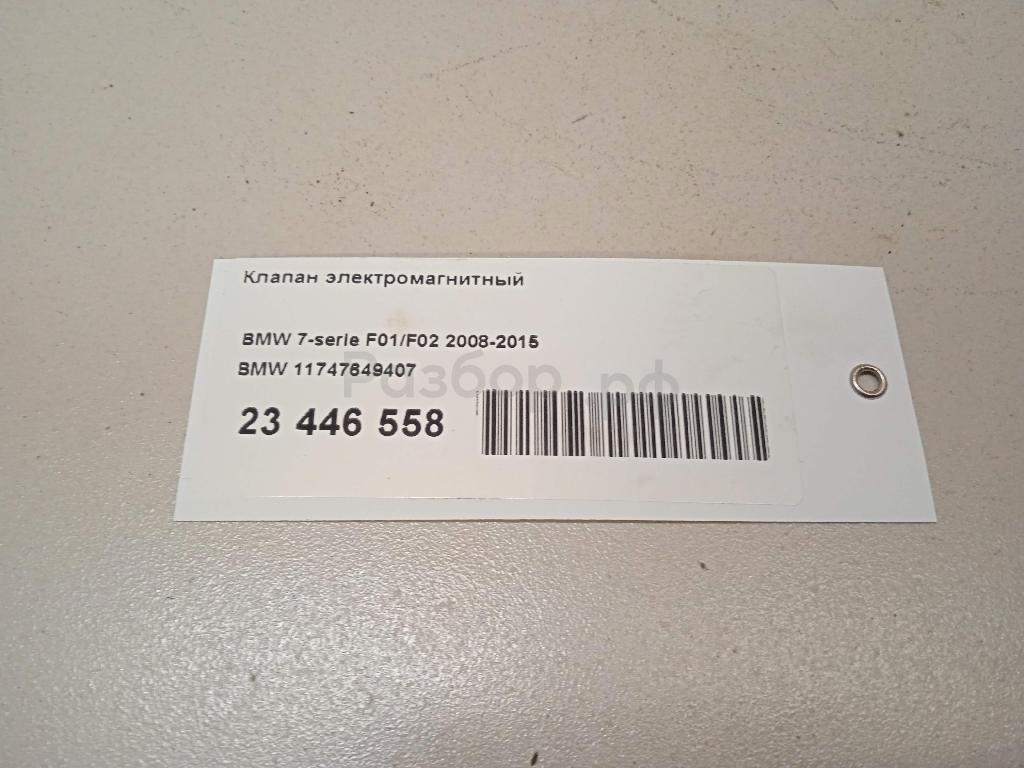 Клапан электромагнитный
BMW 7-serie F01/F02 2008-2015
BMW 11747649407
Разбор.рф
23 446 558